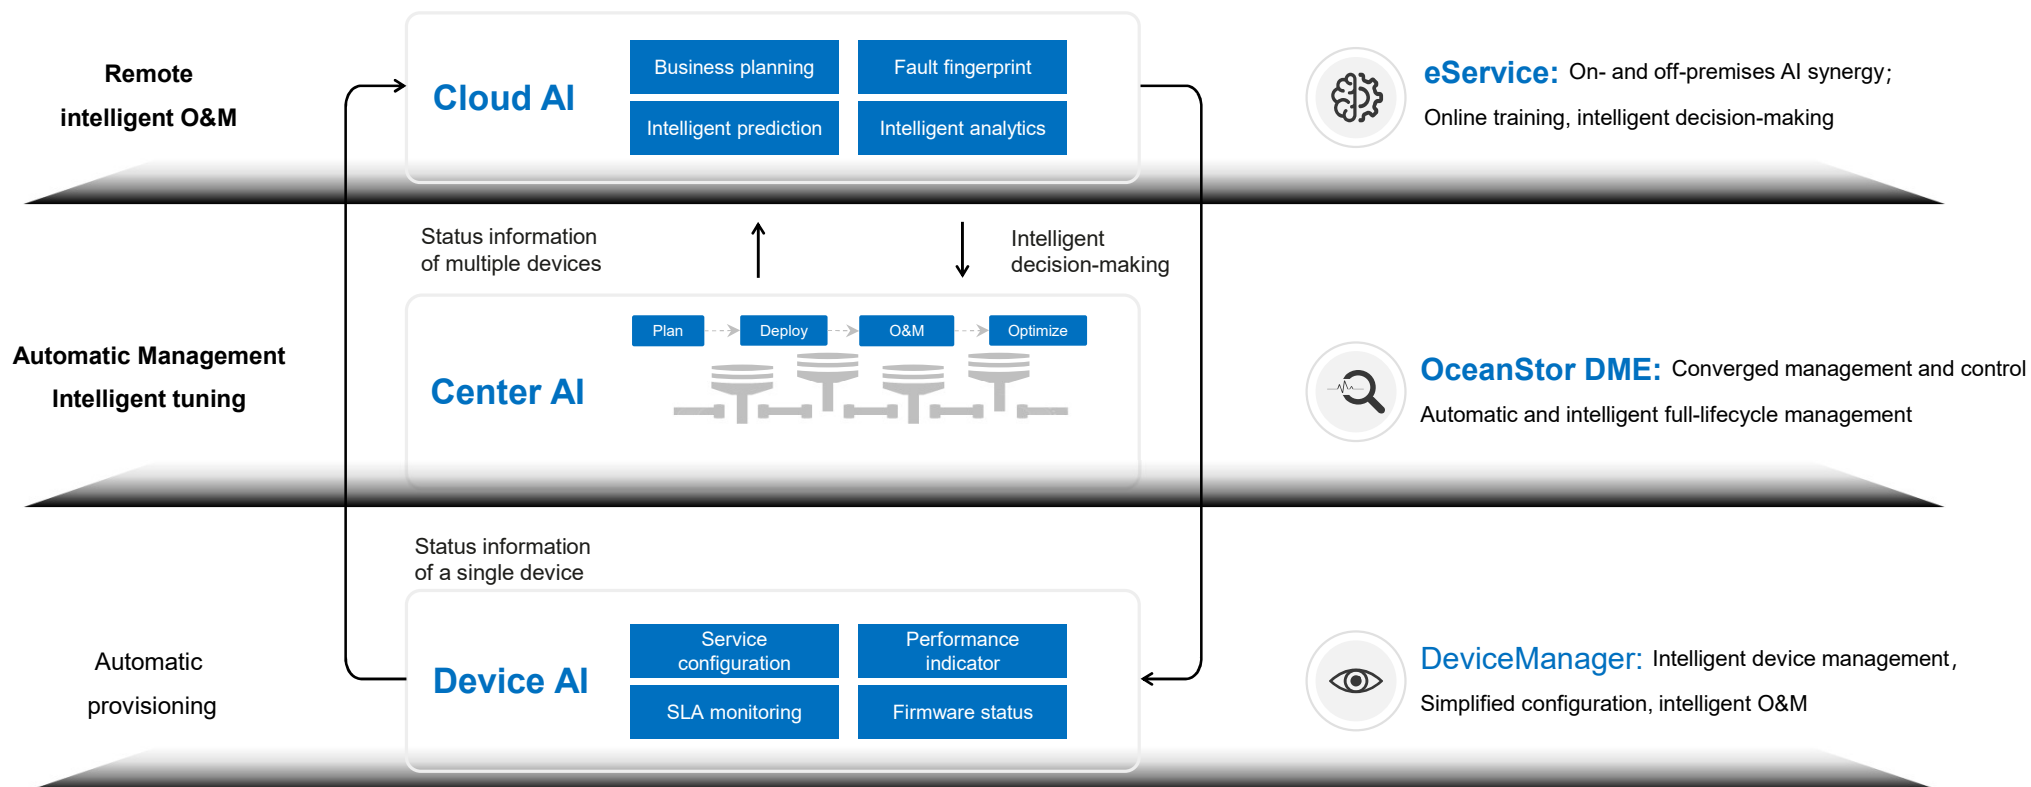 Remote
intelligent O&M
Cloud AI
Business planning
Fault fingerprint
Intelligent prediction
Intelligent analytics
eService: On- and off-premises AI synergy;
Online training, intelligent decision-making
Status information
of multiple devices
Intelligent
decision-making
Automatic Management
Intelligent tuning
Center AI
Plan
Deploy
O&M
Optimize
OceanStor DME: Converged management and control
Automatic and intelligent full-lifecycle management
Status information
of a single device
Automatic
provisioning
Device AI
Service
configuration
Performance
indicator
SLA monitoring
Firmware status
DeviceManager: Intelligent device management,
Simplified configuration, intelligent O&M